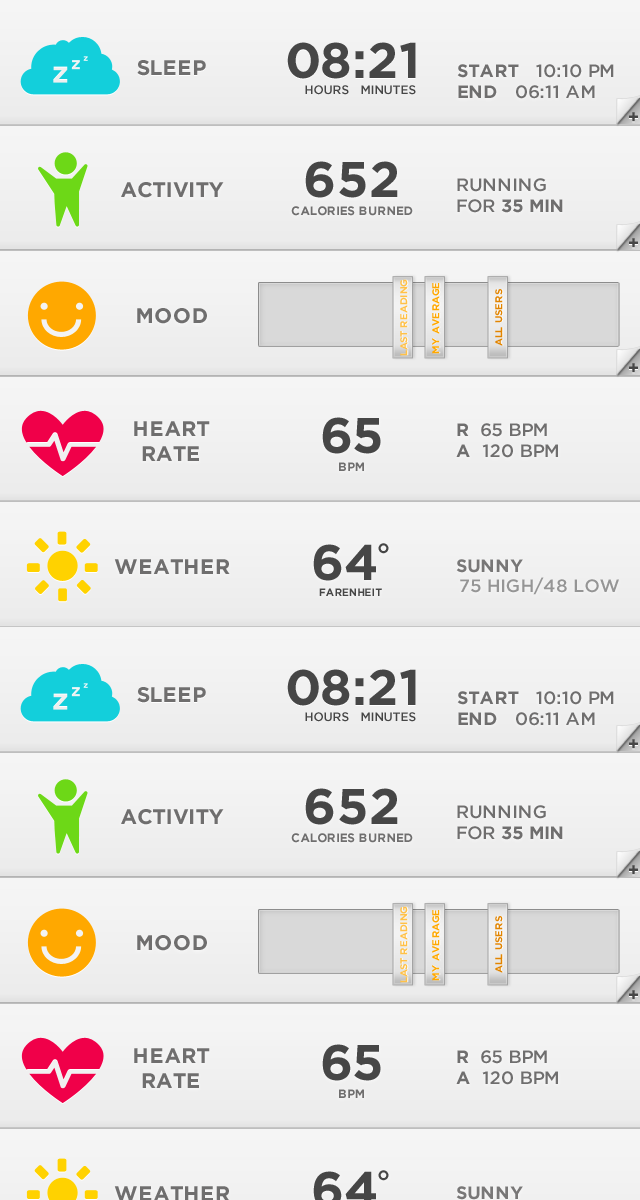 zzz SLEEP
08:21
HOURS MINUTES
START 10:10 PM
END 06:11 AM
+
ACTIVITY
652
CALORIES BURNED
RUNNING
FOR 35 MIN
+
MOOD
LAST READING
MY AVERAGE
ALL USERS
+
HEART
RATE
65
BPM
R 65 BPM
A 120 BPM
WEATHER
64°
FARENHEIT
SUNNY
75 HIGH/48 LOW
zzz SLEEP
08:21
HOURS MINUTES
START 10:10 PM
END 06:11 AM
+
ACTIVITY
652
CALORIES BURNED
RUNNING
FOR 35 MIN
+
MOOD
LAST READING
MY AVERAGE
ALL USERS
+
HEART
RATE
65
BPM
R 65 BPM
A 120 BPM
WEATHER
64°
SUNNY